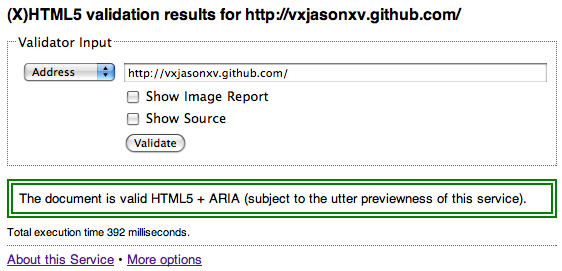 (X)HTML5 validation results for http://vxjasonxv.github.com/
Validator Input
Address http://vxjasonxv.github.com/
Show Image Report
Show Source
Validate
The document is valid HTML5 + ARIA (subject to the utter previewness of this service).
Total execution time 392 milliseconds.
About this Service • More options